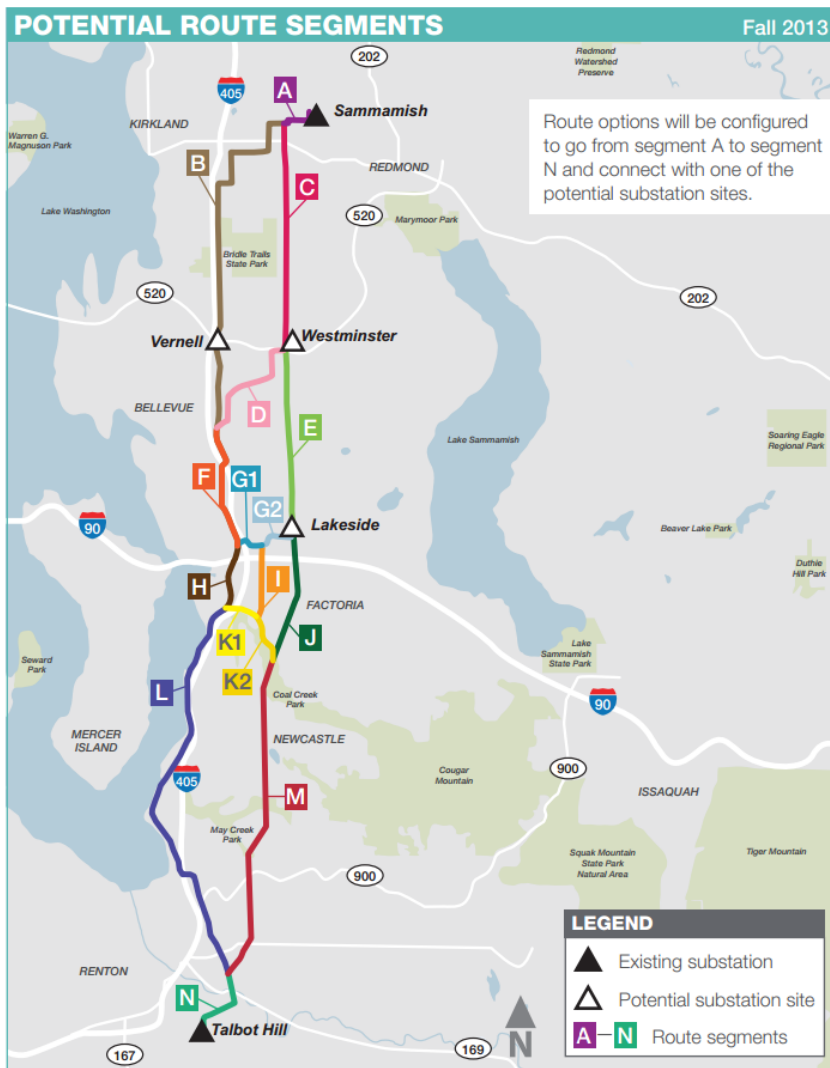 POTENTIAL ROUTE SEGMENTS
Fall 2013
202
Redmond
Watershed
Preserve
405
A
Sammamish
KIRKLAND
Warren G.
Magnuson Park
Route options will be configured
to go from segment A to segment
N and connect with one of the
potential substation sites.
B
REDMOND
C
Lake Washington
520
Marymoor Park
Bridle Trails
State Park
520
202
Vernell
Westminster
BELLEVUE
D
E
Lake Sammamish
Soaring Eagle
Regional Park
F
G1
G2
Lakeside
90
Beaver Lake Park
Duthie
Hill Park
H
I
FACTORIA
J
K1
Lake
Sammamish
State Park
Seward
Park
K2
L
Coal Creek
Park
90
MERCER
ISLAND
NEWCASTLE
Cougar
Mountain
900
405
M
ISSAQUAH
May Creek
Park
Squak Mountain
State Park
Natural Area
Tiger Mountain
900
RENTON
N
Talbot Hill
167
169
N
LEGEND
Existing substation
Potential substation site
A – N Route segments